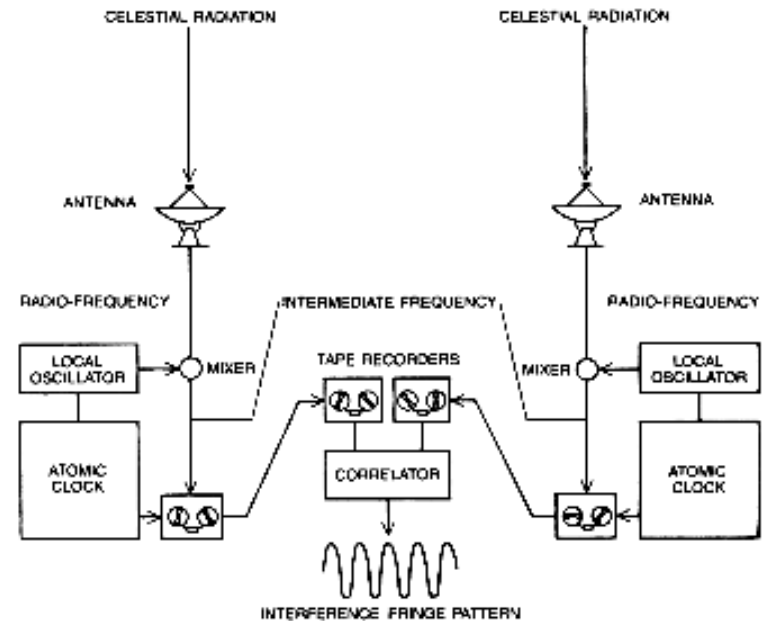 CELESTIAL RADIATION
CELESTIAL RADIATION
ANTENNA
ANTENNA
RADIO-FREQUENCY
INTERMEDIATE FREQUENCY
RADIO-FREQUENCY
LOCAL
OSCILLATOR
MIXER
TAPE RECORDERS
MIXER
LOCAL
OSCILLATOR
ATOMIC
CLOCK
CORRELATOR
ATOMIC
CLOCK
INTERFERENCE FRINGE PATTERN